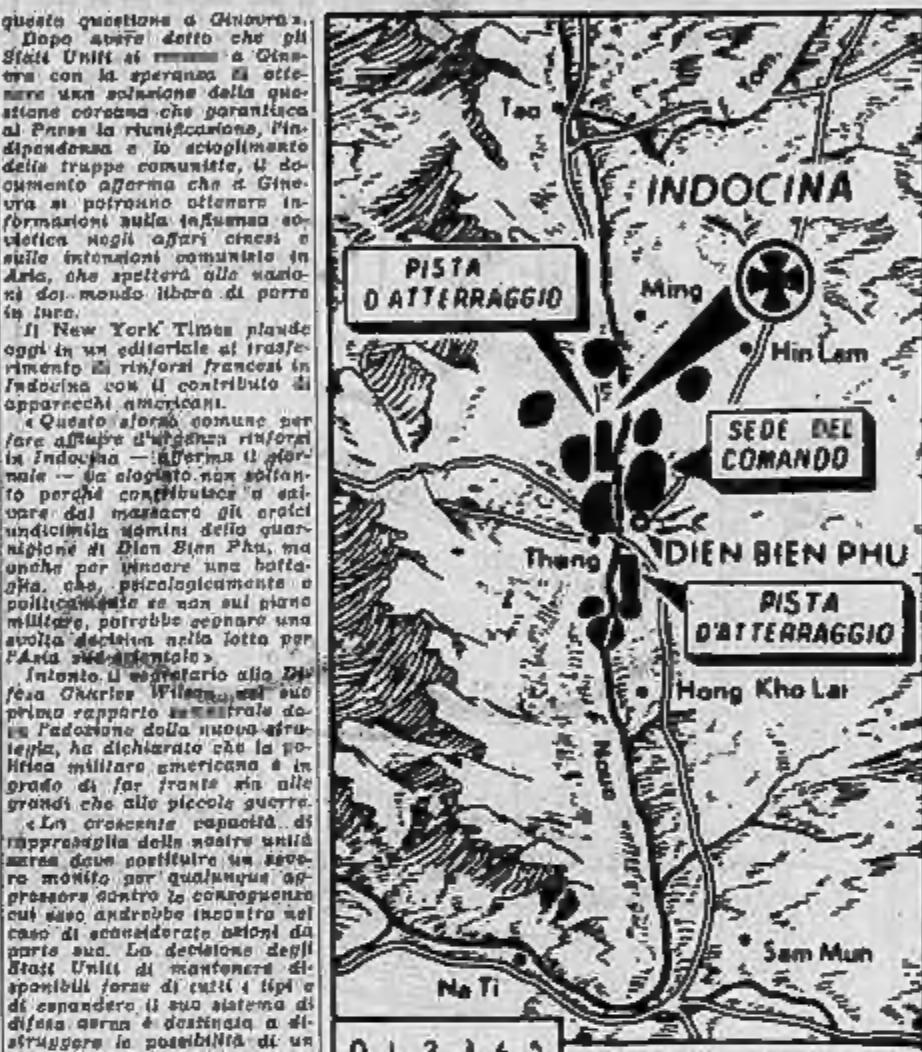 questa questione a Ginevra».
Dopo avere detto che gli
Stati Uniti si a Gine-
vra con la speranza di otte-
nere una soluzione della que-
stione coreana che garantisca
al Paese la riunificazione, l'in-
dipendenza e lo scioglimento
delle truppe comuniste, il do-
cumento afferma che a Gine-
vra si potranno ottenere in-
formazioni sulla influenza so-
vietica negli affari cinesi e
sulle intenzioni comuniste in
Asia, che spetterà alle nazio-
ni del mondo libero di porre
in luce.
Il New York Times plaude
oggi in un editoriale al trasfe-
rimento di rinforzi francesi in
Indocina con il contributo di
apparecchi americani.
«Questo sforzo comune per
fare affluire d'urgenza rinforzi
in Indocina — afferma il gior-
nale — va elogiato non soltan-
to perché contribuisce a sal-
vare dal massacro gli eroici
undicimila uomini della guar-
nigione di Dien Bien Phu, ma
anche per vincere una batta-
glia, che, psicologicamente e
politicamente se non sul piano
militare, potrebbe segnare una
svolta decisiva nella lotta per
l'Asia sud-orientale»
Intanto il segretario alla Di-
fesa Charles Wilson, nel suo
primo rapporto do-
po l'adozione della nuova stra-
tegia, ha dichiarato che la po-
litica militare americana è in
grado di far fronte sia alle
grandi che alle piccole guerre.
«La crescente capacità di
rappresaglia delle nostre unità
aeree deve costituire un seve-
ro monito per qualunque ag-
gressore contro le conseguenze
cui esso andrebbe incontro nel
caso di sconsiderate azioni da
parte sua. La decisione degli
Stati Uniti di mantenere di-
sponibili forze di tutti i tipi e
di espandere il suo sistema di
difesa aerea è destinata a di-
struggere la possibilità di un
Tao
Yom
INDOCINA
PISTA
D'ATTERRAGGIO
Ming
Him Lam
SEDE DEL
COMANDO
Thang
DIEN BIEN PHU
PISTA
D'ATTERRAGGIO
Hong Kho Lai
Sam Mun
Na Ti
0 1 2 3 4 5